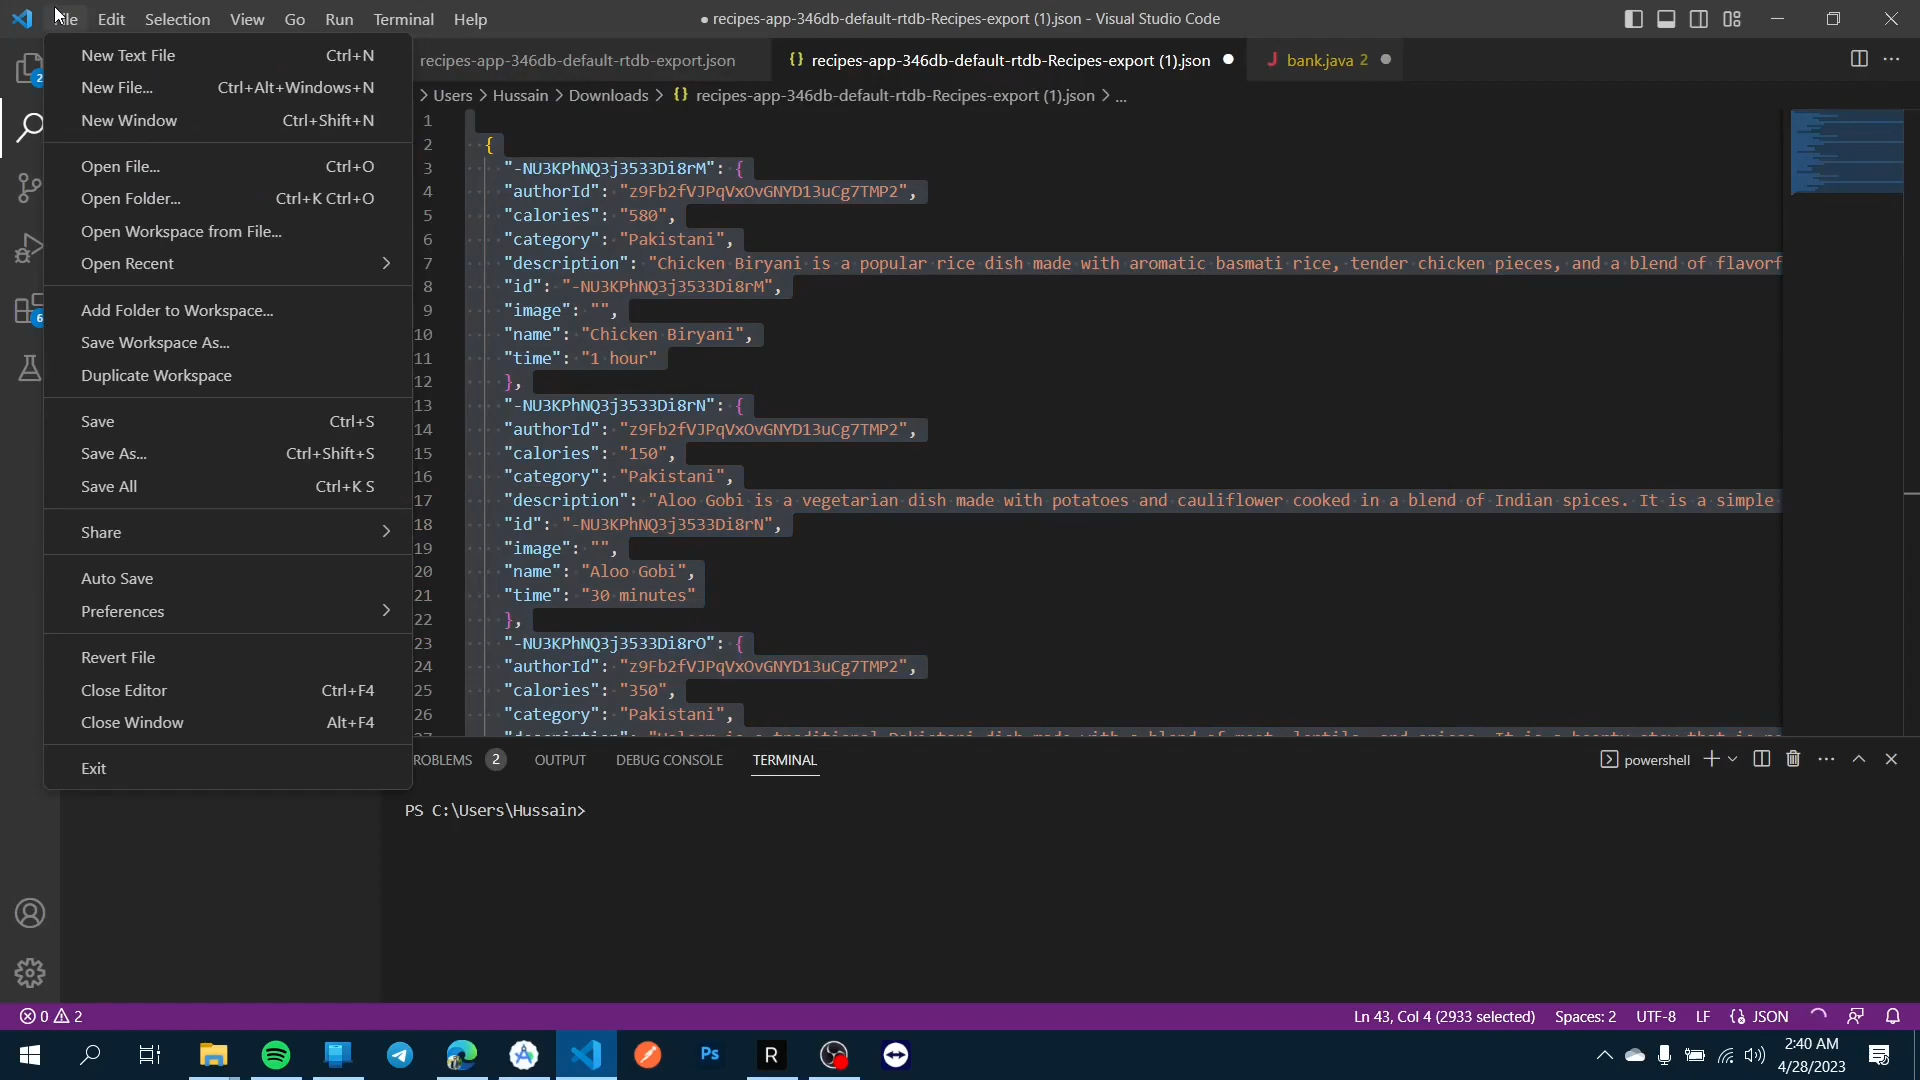 File Edit Selection View Go Run Terminal Help
● recipes-app-346db-default-rtdb-Recipes-export (1).json - Visual Studio Code
New Text File Ctrl+N
New File... Ctrl+Alt+Windows+N
New Window Ctrl+Shift+N
Open File... Ctrl+O
Open Folder... Ctrl+K Ctrl+O
Open Workspace from File...
Open Recent
Add Folder to Workspace...
Save Workspace As...
Duplicate Workspace
Save Ctrl+S
Save As... Ctrl+Shift+S
Save All Ctrl+K S
Share
Auto Save
Preferences
Revert File
Close Editor Ctrl+F4
Close Window Alt+F4
Exit
2
6
recipes-app-346db-default-rtdb-export.json
{} recipes-app-346db-default-rtdb-Recipes-export (1).json
J bank.java 2
> Users > Hussain > Downloads > {} recipes-app-346db-default-rtdb-Recipes-export (1).json > ...
1
2 {
3 "-NU3KPhNQ3j3533Di8rM": {
4 "authorId": "z9Fb2fVJPqVxOvGNYD13uCg7TMP2",
5 "calories": "580",
6 "category": "Pakistani",
7 "description": "Chicken Biryani is a popular rice dish made with aromatic basmati rice, tender chicken pieces, and a blend of flavorf
8 "id": "-NU3KPhNQ3j3533Di8rM",
9 "image": "",
10 "name": "Chicken Biryani",
11 "time": "1 hour"
12 },
13 "-NU3KPhNQ3j3533Di8rN": {
14 "authorId": "z9Fb2fVJPqVxOvGNYD13uCg7TMP2",
15 "calories": "150",
16 "category": "Pakistani",
17 "description": "Aloo Gobi is a vegetarian dish made with potatoes and cauliflower cooked in a blend of Indian spices. It is a simple
18 "id": "-NU3KPhNQ3j3533Di8rN",
19 "image": "",
20 "name": "Aloo Gobi",
21 "time": "30 minutes"
22 },
23 "-NU3KPhNQ3j3533Di8rO": {
24 "authorId": "z9Fb2fVJPqVxOvGNYD13uCg7TMP2",
25 "calories": "350",
26 "category": "Pakistani",
ROBLEMS 2 OUTPUT DEBUG CONSOLE TERMINAL
powershell
PS C:\Users\Hussain>
0 2
Ln 43, Col 4 (2933 selected) Spaces: 2 UTF-8 LF {} JSON
Ps
R
2:40 AM
4/28/2023